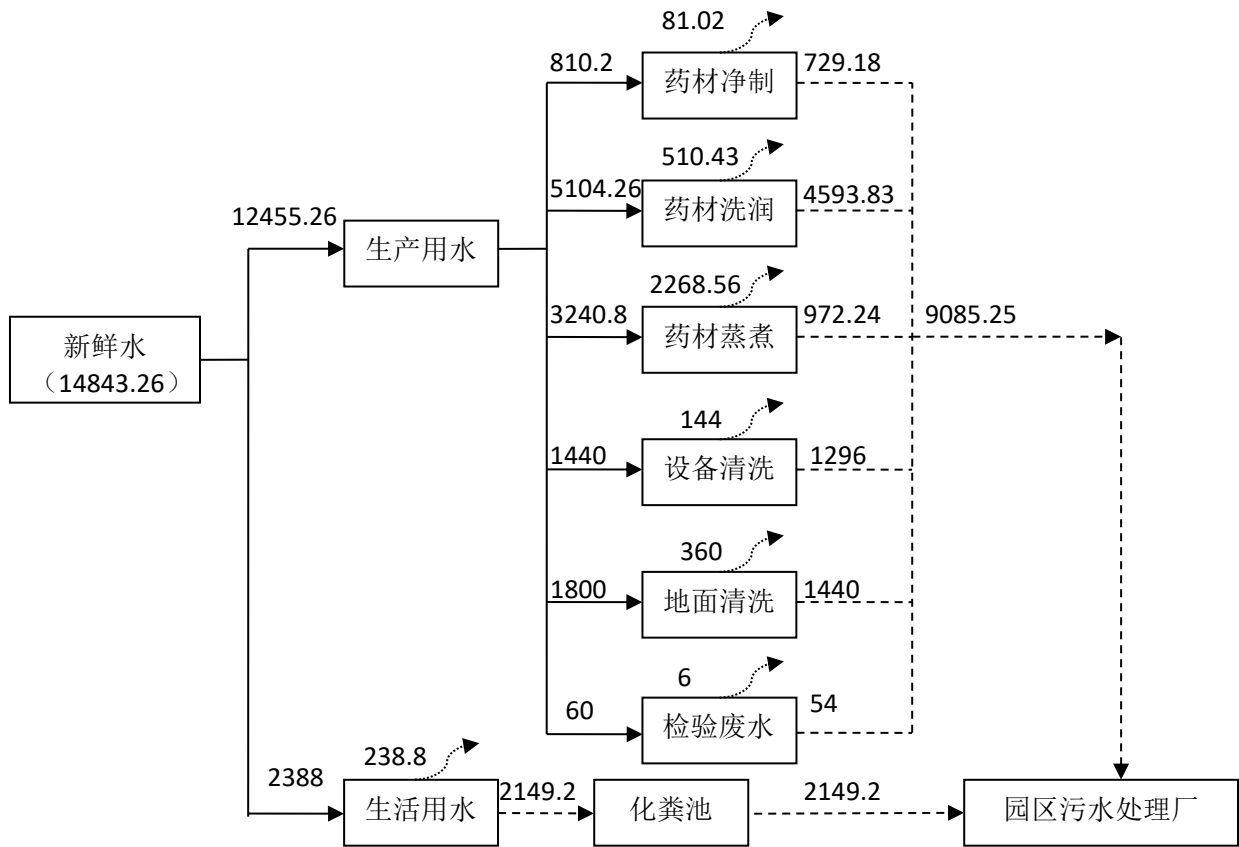 81.02
810.2
药材净制
729.18
510.43
5104.26
药材洗润
4593.83
12455.26
生产用水
2268.56
3240.8
药材蒸煮
972.24
9085.25
新鲜水
（14843.26）
144
1440
设备清洗
1296
360
1800
地面清洗
1440
6
60
检验废水
54
238.8
2388
生活用水
2149.2
化粪池
2149.2
园区污水处理厂